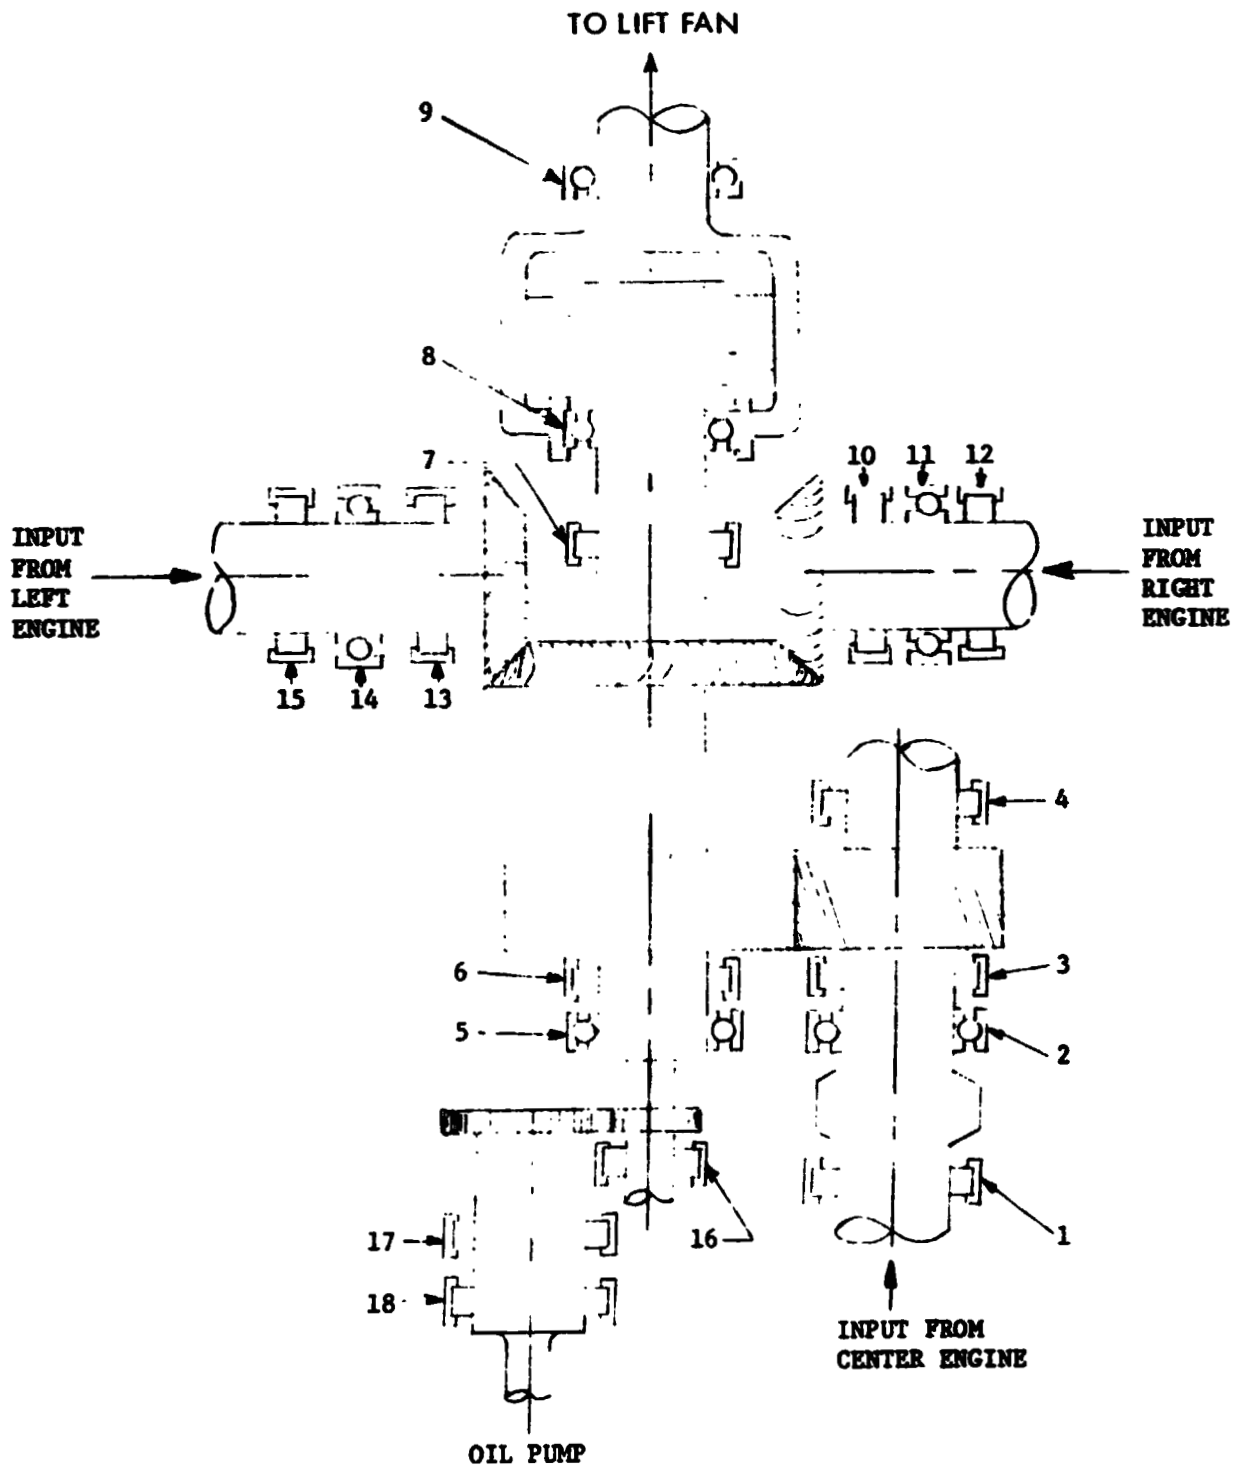 TO LIFT FAN
9
8
7
10 11 12
INPUT
FROM
LEFT
ENGINE
INPUT
FROM
RIGHT
ENGINE
15 14 13
4
6
3
5
2
17
16
1
18
INPUT FROM
CENTER ENGINE
OIL PUMP